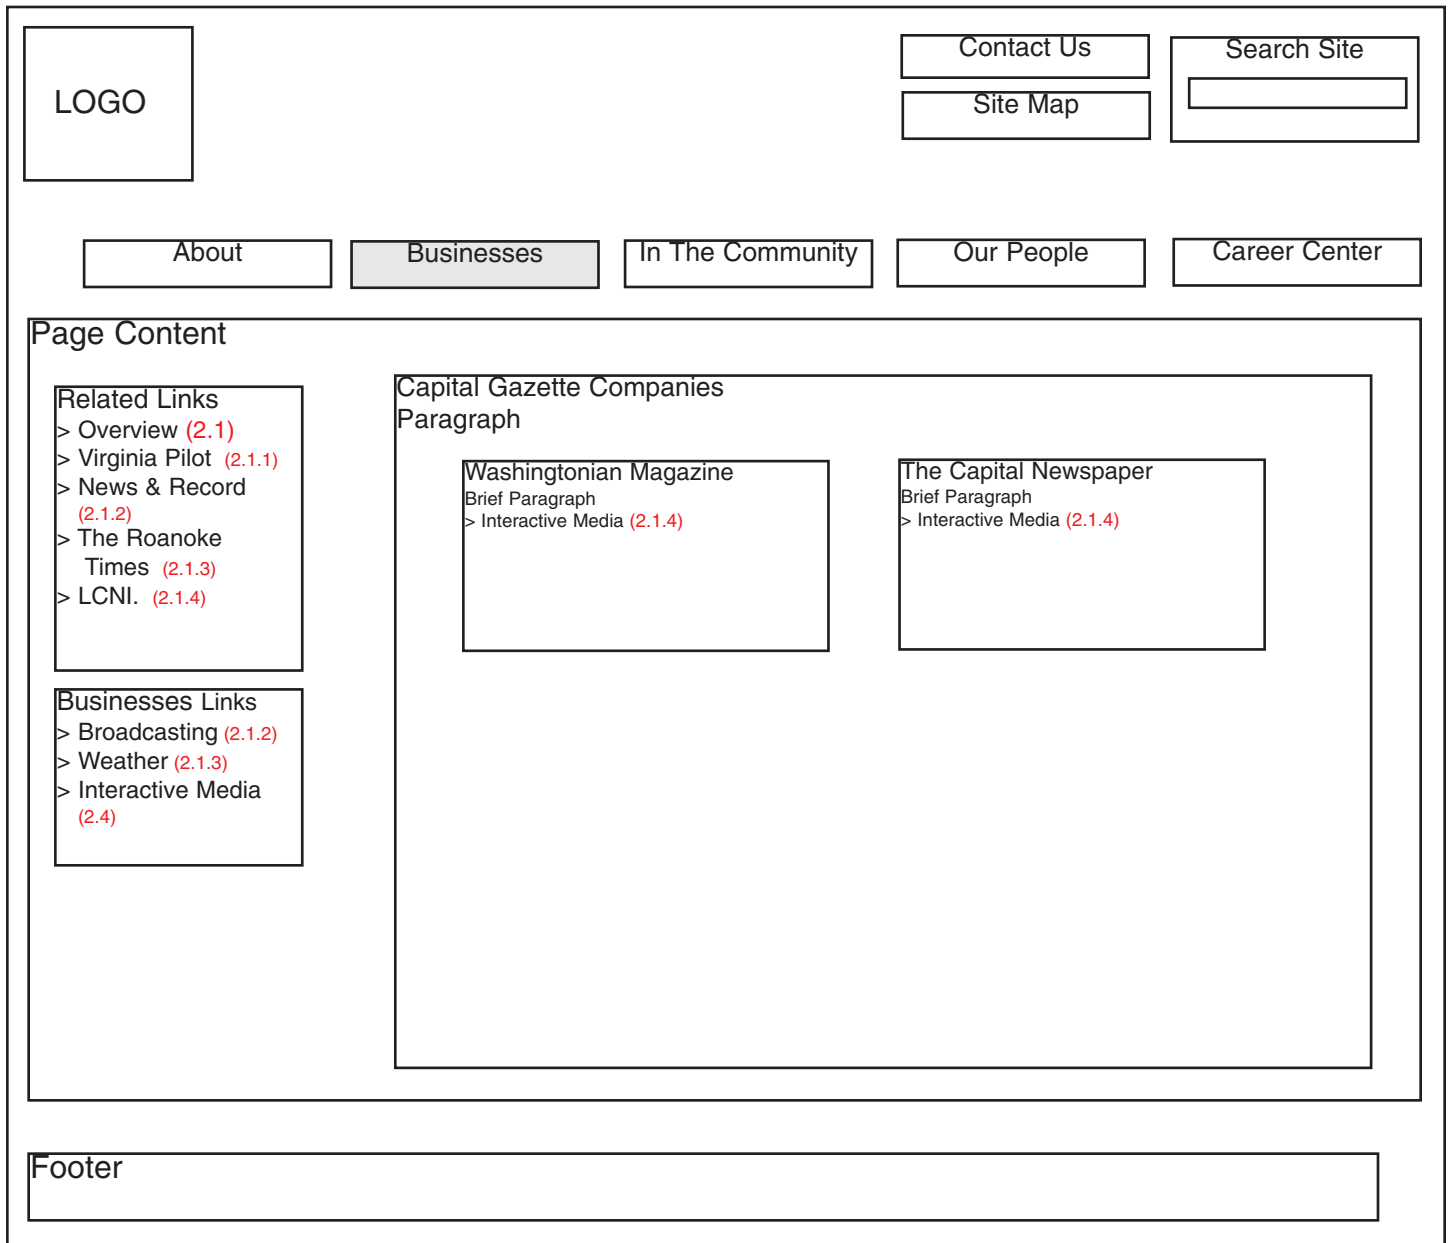 LOGO
Contact Us
Site Map
Search Site
About
Businesses
In The Community
Our People
Career Center
Page Content
Related Links
> Overview (2.1)
> Virginia Pilot (2.1.1)
> News & Record
(2.1.2)
> The Roanoke
Times (2.1.3)
> LCNI. (2.1.4)
Businesses Links
> Broadcasting (2.1.2)
> Weather (2.1.3)
> Interactive Media
(2.4)
Capital Gazette Companies
Paragraph
Washingtonian Magazine
Brief Paragraph
> Interactive Media (2.1.4)
The Capital Newspaper
Brief Paragraph
> Interactive Media (2.1.4)
Footer